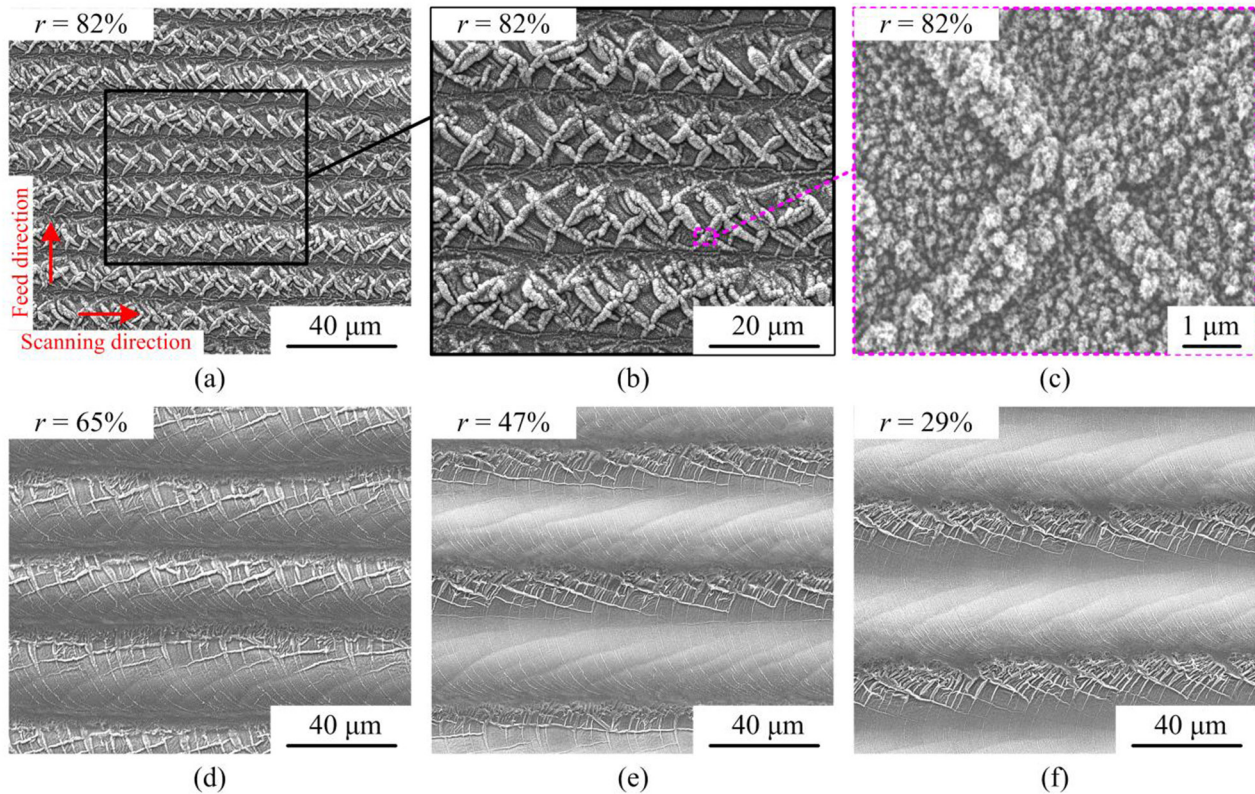 r = 82%
r = 82%
r = 82%
Feed direction
Scanning direction
40 μm
20 μm
1 μm
(a)
(b)
(c)
r = 65%
r = 47%
r = 29%
40 μm
40 μm
40 μm
(d)
(e)
(f)